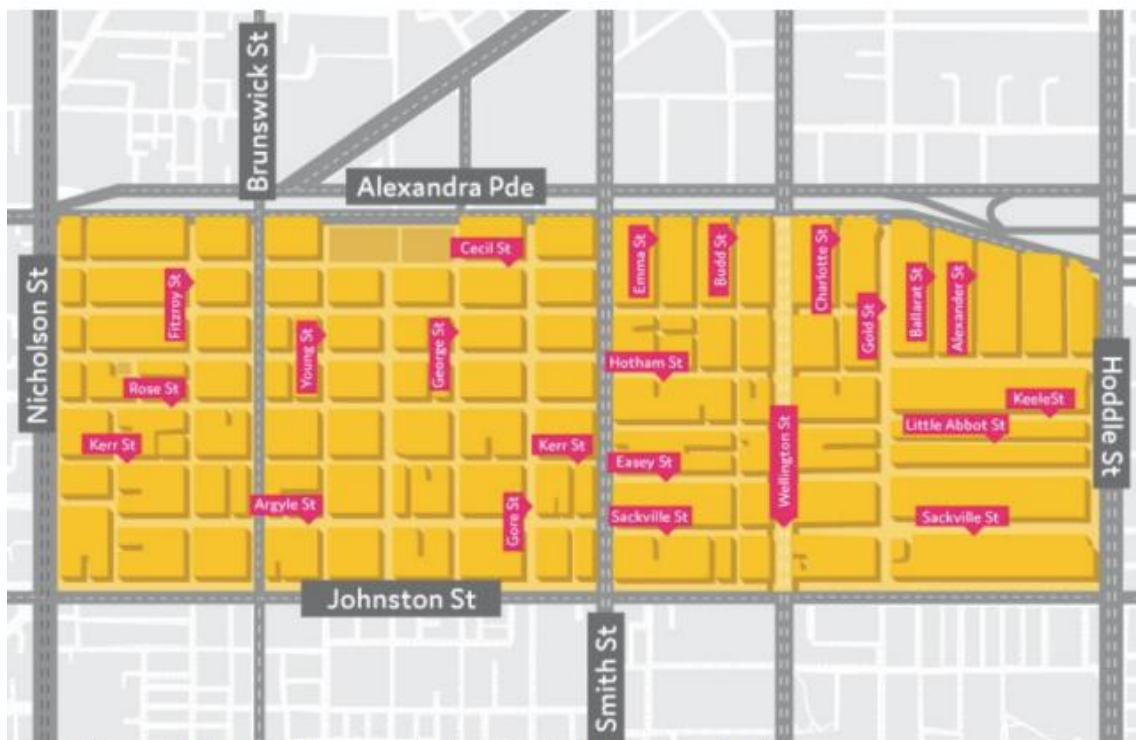 Brunswick St
Alexandra Pde
Cecil St
Emma St
Budd St
Charlotte St
Nicholson St
Fitzroy St
Young St
George St
Gold St
Ballarat St
Alexander St
Hotham St
Rose St
Hoddle St
KeeleSt
Little Abbot St
Kerr St
Kerr St
Easey St
Wellington St
Argyle St
Gore St
Sackville St
Sackville St
Johnston St
Smith St